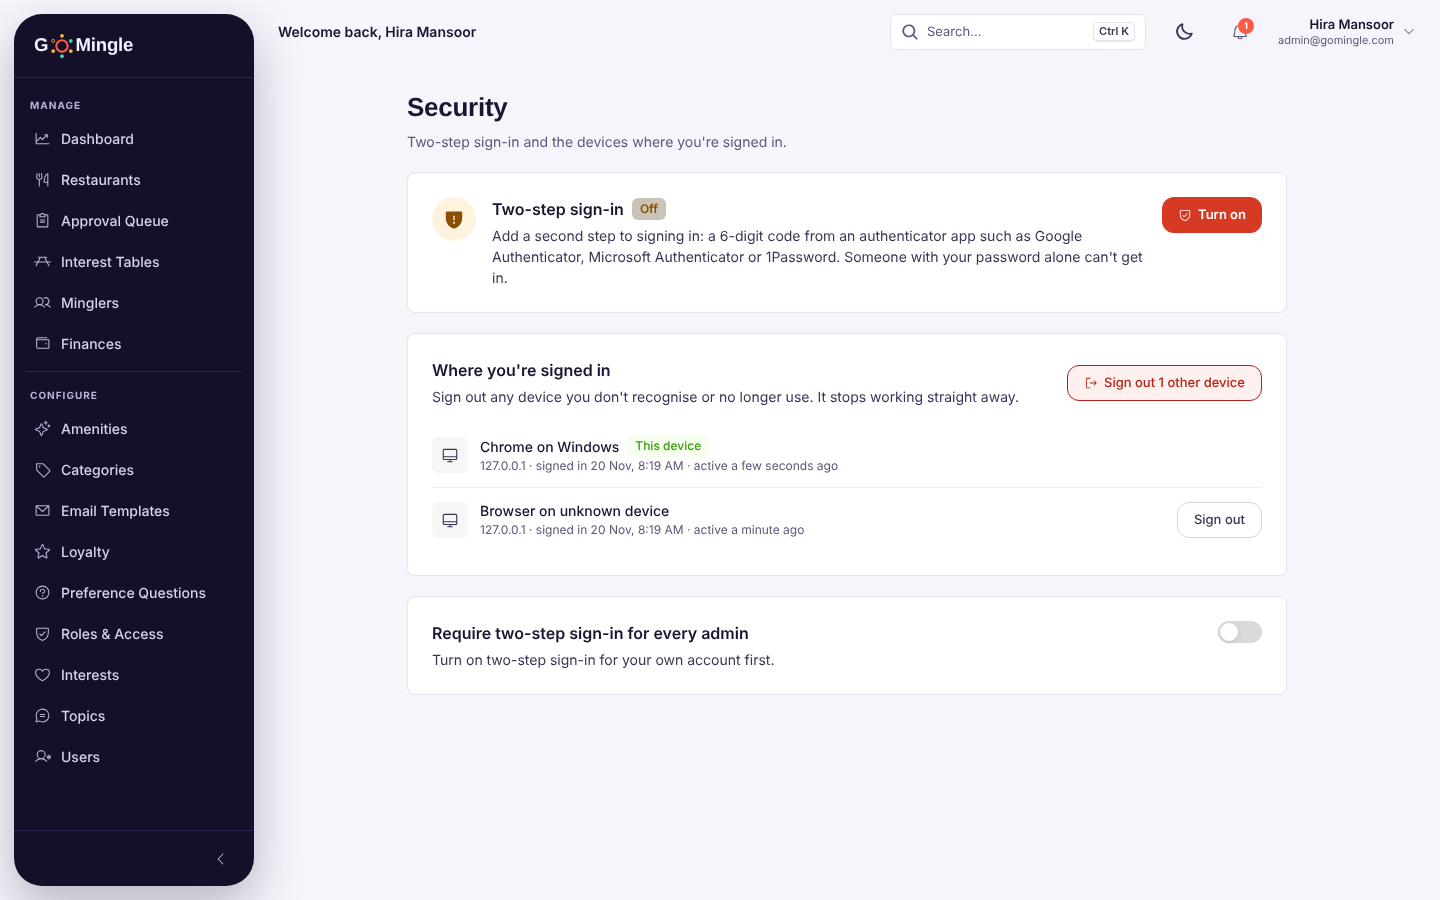 GoMingle
Welcome back, Hira Mansoor
Search...
Ctrl K
1
Hira Mansoor
admin@gomingle.com
MANAGE
Dashboard
Restaurants
Approval Queue
Interest Tables
Minglers
Finances
CONFIGURE
Amenities
Categories
Email Templates
Loyalty
Preference Questions
Roles & Access
Interests
Topics
Users
Security
Two-step sign-in and the devices where you're signed in.
Two-step sign-in Off
Turn on
Add a second step to signing in: a 6-digit code from an authenticator app such as Google
Authenticator, Microsoft Authenticator or 1Password. Someone with your password alone can't get
in.
Where you're signed in
Sign out 1 other device
Sign out any device you don't recognise or no longer use. It stops working straight away.
Chrome on Windows This device
127.0.0.1 · signed in 20 Nov, 8:19 AM · active a few seconds ago
Browser on unknown device
127.0.0.1 · signed in 20 Nov, 8:19 AM · active a minute ago
Sign out
Require two-step sign-in for every admin
Turn on two-step sign-in for your own account first.